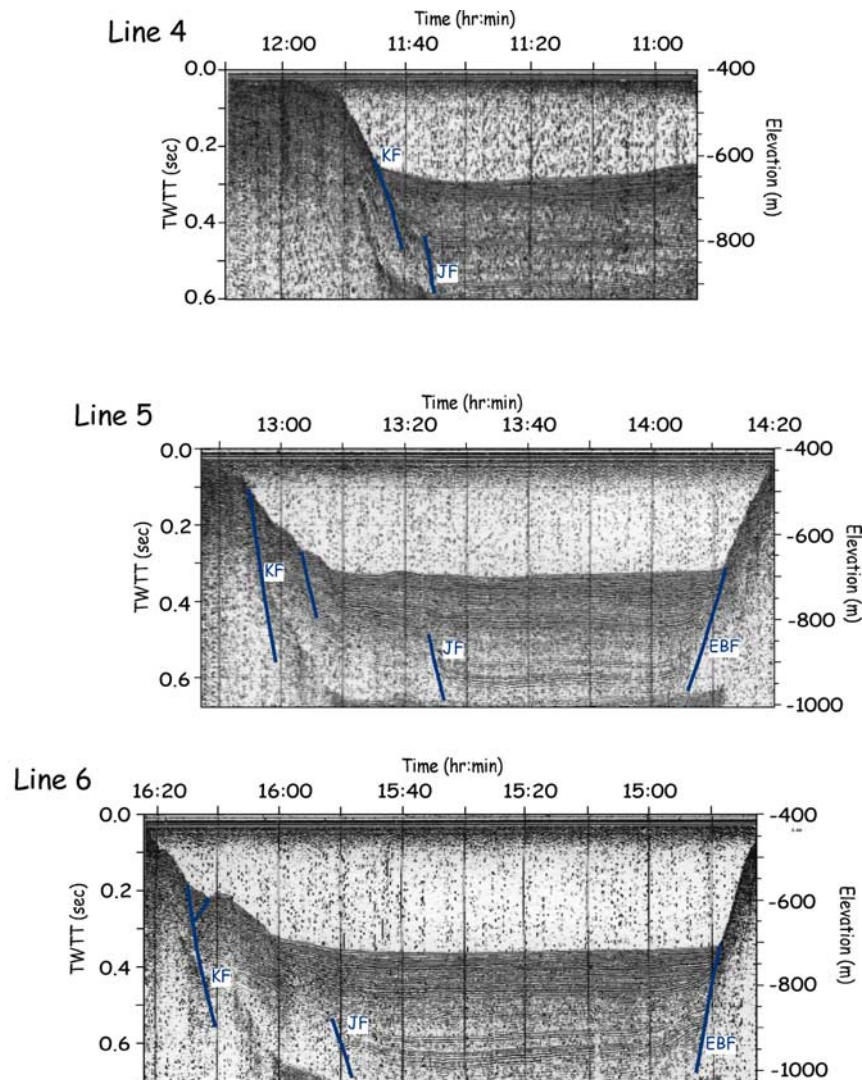 Line 4
Time (hr:min)
12:00 11:40 11:20 11:00
0.0 -400
0.2 -600
0.4 -800
0.6
TWTT (sec)
Elevation (m)
KF
JF
Line 5
Time (hr:min)
13:00 13:20 13:40 14:00 14:20
0.0 -400
0.2 -600
0.4 -800
0.6 -1000
TWTT (sec)
Elevation (m)
KF
JF
EBF
Line 6
Time (hr:min)
16:20 16:00 15:40 15:20 15:00
0.0 -400
0.2 -600
0.4 -800
0.6 -1000
TWTT (sec)
Elevation (m)
KF
JF
EBF